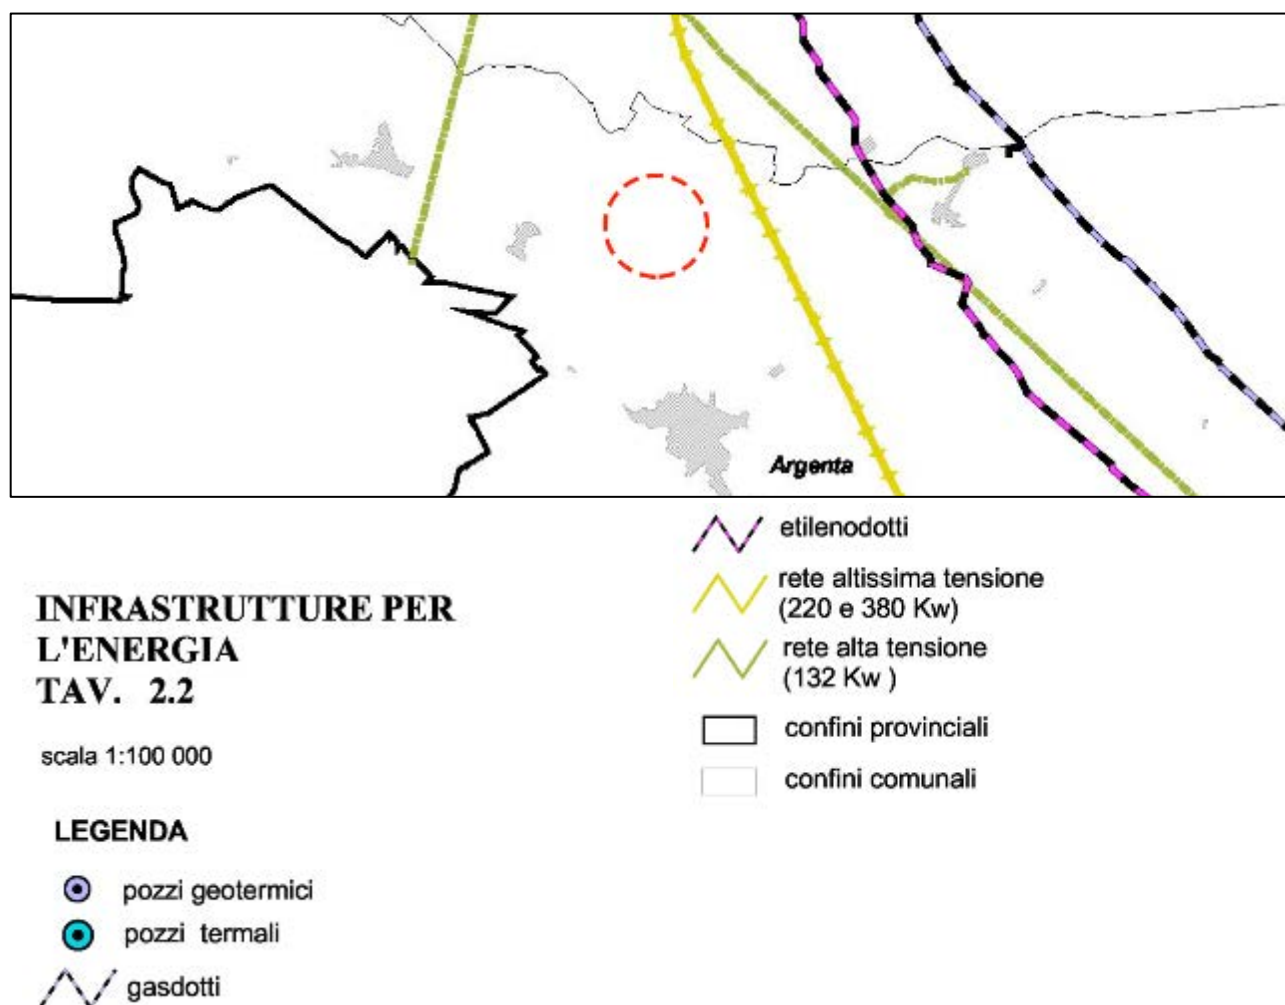 Argenta
etilenodotti
rete altissima tensione
(220 e 380 Kw)
rete alta tensione
(132 Kw )
confini provinciali
confini comunali
INFRASTRUTTURE PER
L'ENERGIA
TAV. 2.2
scala 1:100 000
LEGENDA
pozzi geotermici
pozzi termali
gasdotti